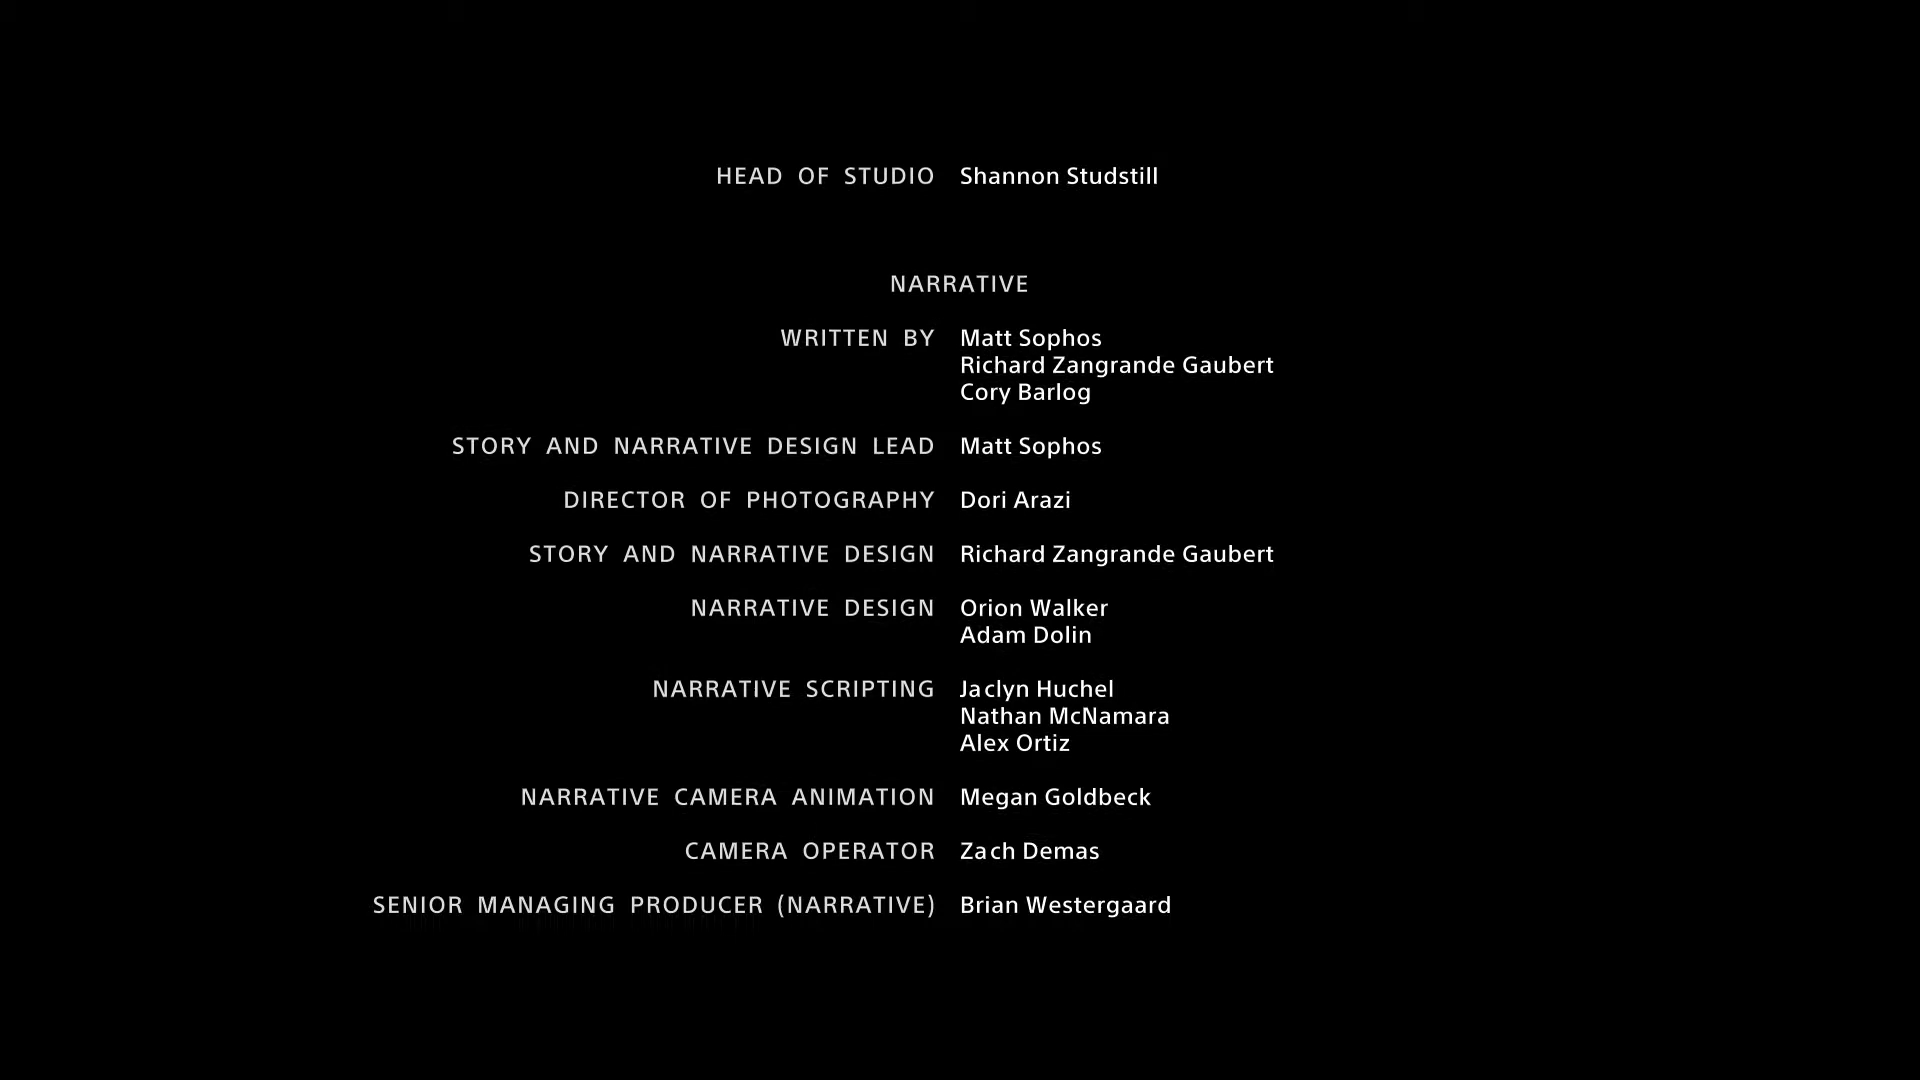 HEAD OF STUDIO Shannon Studstill
NARRATIVE
WRITTEN BY Matt Sophos
Richard Zangrande Gaubert
Cory Barlog
STORY AND NARRATIVE DESIGN LEAD Matt Sophos
DIRECTOR OF PHOTOGRAPHY Dori Arazi
STORY AND NARRATIVE DESIGN Richard Zangrande Gaubert
NARRATIVE DESIGN Orion Walker
Adam Dolin
NARRATIVE SCRIPTING Jaclyn Huchel
Nathan McNamara
Alex Ortiz
NARRATIVE CAMERA ANIMATION Megan Goldbeck
CAMERA OPERATOR Zach Demas
SENIOR MANAGING PRODUCER (NARRATIVE) Brian Westergaard